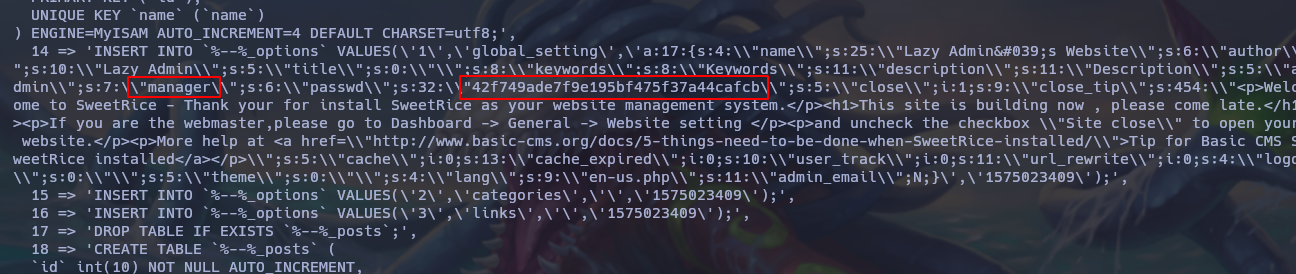 PRIMARY KEY (`id`),
UNIQUE KEY `name` (`name`)
) ENGINE=MyISAM AUTO_INCREMENT=4 DEFAULT CHARSET=utf8;',
14 => 'INSERT INTO `%--%_options` VALUES(\'1\',\'global_setting\',\'a:17:{s:4:\\"name\\";s:25:\\"Lazy Admin&#039;s Website\\";s:6:\\"author\
\";s:10:\\"Lazy Admin\\";s:5:\\"title\\";s:0:\\"\\";s:8:\\"keywords\\";s:8:\\"Keywords\\";s:11:\\"description\\";s:11:\\"Description\\";s:5:\\"a
dmin\\";s:7:\\"manager\\";s:6:\\"passwd\\";s:32:\\"42f749ade7f9e195bf475f37a44cafcb\\";s:5:\\"close\\";i:1;s:9:\\"close_tip\\";s:454:\\"<p>Welc
ome to SweetRice - Thank your for install SweetRice as your website management system.</p><h1>This site is building now , please come late.</h1
><p>If you are the webmaster,please go to Dashboard -> General -> Website setting </p><p>and uncheck the checkbox \\"Site close\\" to open your
website.</p><p>More help at <a href=\\"http://www.basic-cms.org/docs/5-things-need-to-be-done-when-SweetRice-installed/\\">Tip for Basic CMS S
weetRice installed</a></p>\\";s:5:\\"cache\\";i:0;s:13:\\"cache_expired\\";i:0;s:10:\\"user_track\\";i:0;s:11:\\"url_rewrite\\";i:0;s:4:\\"logo
\\";s:0:\\"\\";s:5:\\"theme\\";s:0:\\"\\";s:4:\\"lang\\";s:9:\\"en-us.php\\";s:11:\\"admin_email\\";N;}\',\'1575023409\');',
15 => 'INSERT INTO `%--%_options` VALUES(\'2\',\'categories\',\'\',\'1575023409\');',
16 => 'INSERT INTO `%--%_options` VALUES(\'3\',\'links\',\'\',\'1575023409\');',
17 => 'DROP TABLE IF EXISTS `%--%_posts`;',
18 => 'CREATE TABLE `%--%_posts` (
`id` int(10) NOT NULL AUTO_INCREMENT,